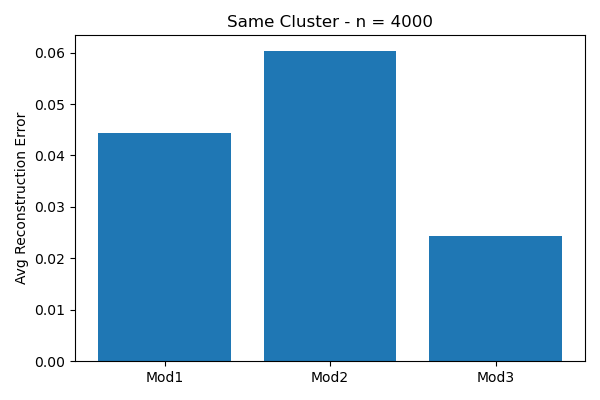 Same Cluster - n = 4000
Avg Reconstruction Error
0.06
0.05
0.04
0.03
0.02
0.01
0.00
Mod1 Mod2 Mod3